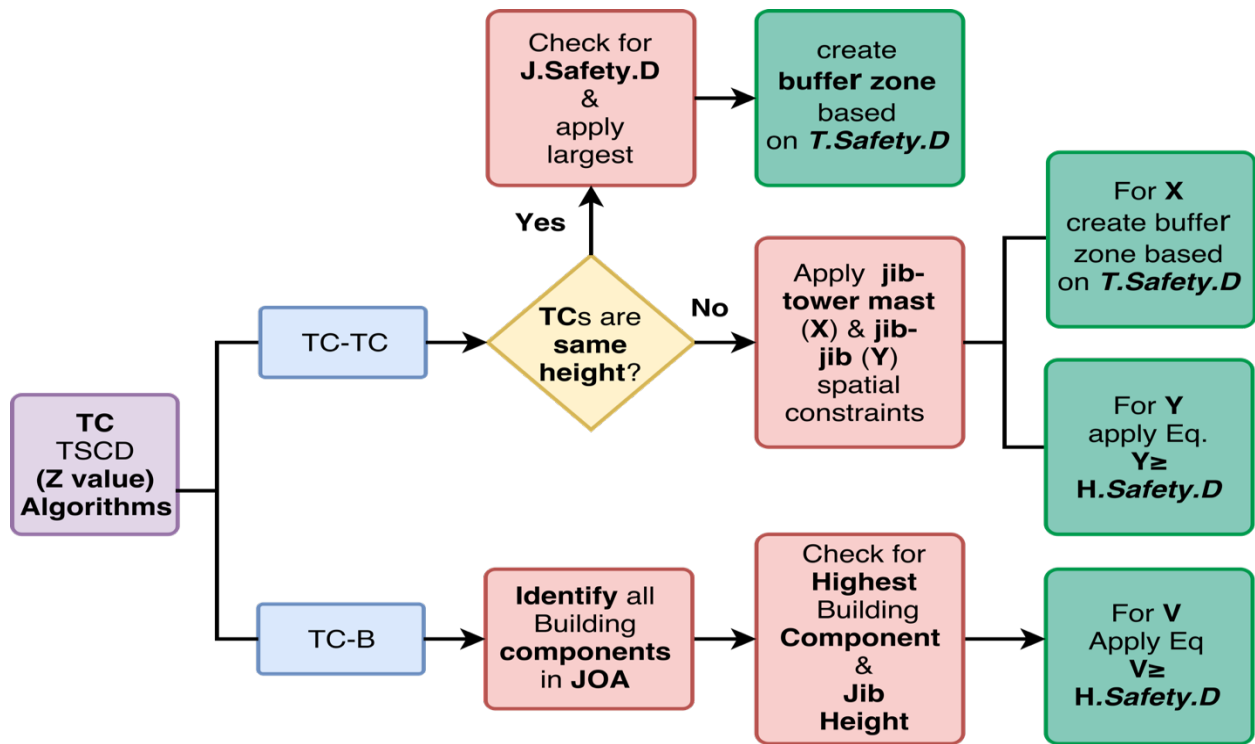 TC
TSCD
(Z value)
Algorithms
TC-TC
TCs are
same
height?
Yes
Check for
J.Safety.D
&
apply
largest
create
buffer zone
based
on T.Safety.D
No
Apply jib-
tower mast
(X) & jib-
jib (Y)
spatial
constraints
For X
create buffer
zone based
on T.Safety.D
For Y
apply Eq.
Y≥
H.Safety.D
TC-B
Identify all
Building
components
in JOA
Check for
Highest
Building
Component
&
Jib
Height
For V
Apply Eq
V≥
H.Safety.D